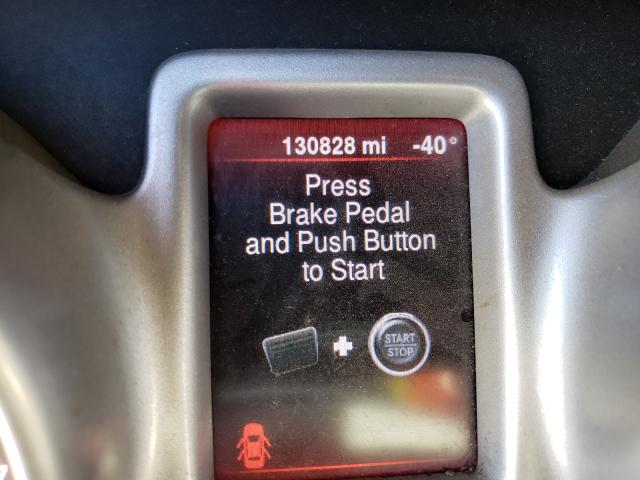 130828 mi -40°
Press
Brake Pedal
and Push Button
to Start
START
STOP